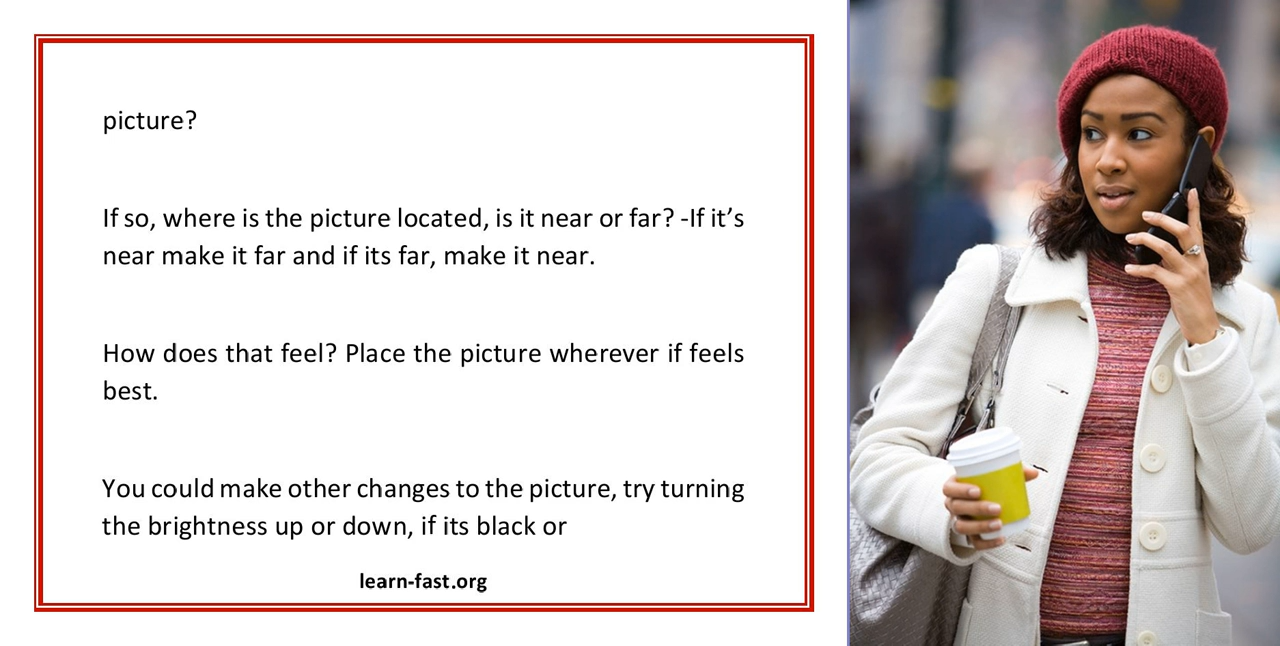 picture?
If so, where is the picture located, is it near or far? -If it’s
near make it far and if its far, make it near.
How does that feel? Place the picture wherever if feels
best.
You could make other changes to the picture, try turning
the brightness up or down, if its black or
learn-fast.org